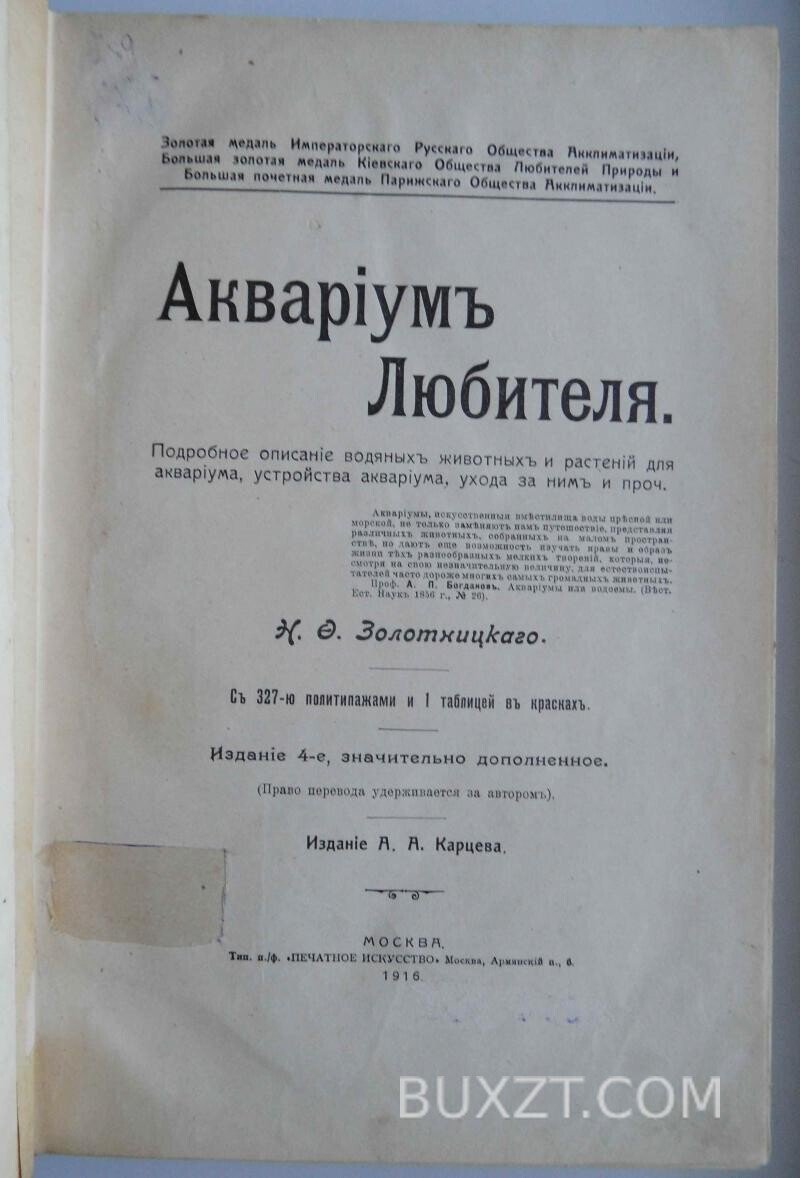 Золотая медаль Императорскаго Русскаго Общества Акклиматизаціи,
Большая золотая медаль Кіевскаго Общества Любителей Природы и
Большая почетная медаль Парижскаго Общества Акклиматизаціи.
Акваріумъ
Любителя.
Подробное описаніе водяныхъ животныхъ и растеній для
акваріума, устройства акваріума, ухода за нимъ и проч.
Акваріумы, искусственныя вмѣстилища воды прѣсной или
морской, не только замѣняютъ намъ путешествіе, представляя
различныхъ животныхъ, собранныхъ на маломъ простран-
ствѣ, но даютъ еще возможность изучать нравы и образъ
жизни тѣхъ разнообразныхъ мелкихъ твореній, которыя, не-
смотря на свою незначительную величину, для естествоиспы-
тателей часто дороже многихъ самыхъ громадныхъ животныхъ.
Проф. А. П. Богдановъ. Акваріумы или водоемы. (Вѣст.
Ест. Наукъ 1856 г., № 26).
Н. Ѳ. Золотницкаго.
Съ 327-ю политипажами и 1 таблицей въ краскахъ.
Изданіе 4-е, значительно дополненное.
(Право перевода удерживается за авторомъ).
Изданіе А. А. Карцева.
МОСКВА.
Тип. п./ф. «ПЕЧАТНОЕ ИСКУССТВО» Москва, Армянскій п., 6.
1916.
BUXZT.COM